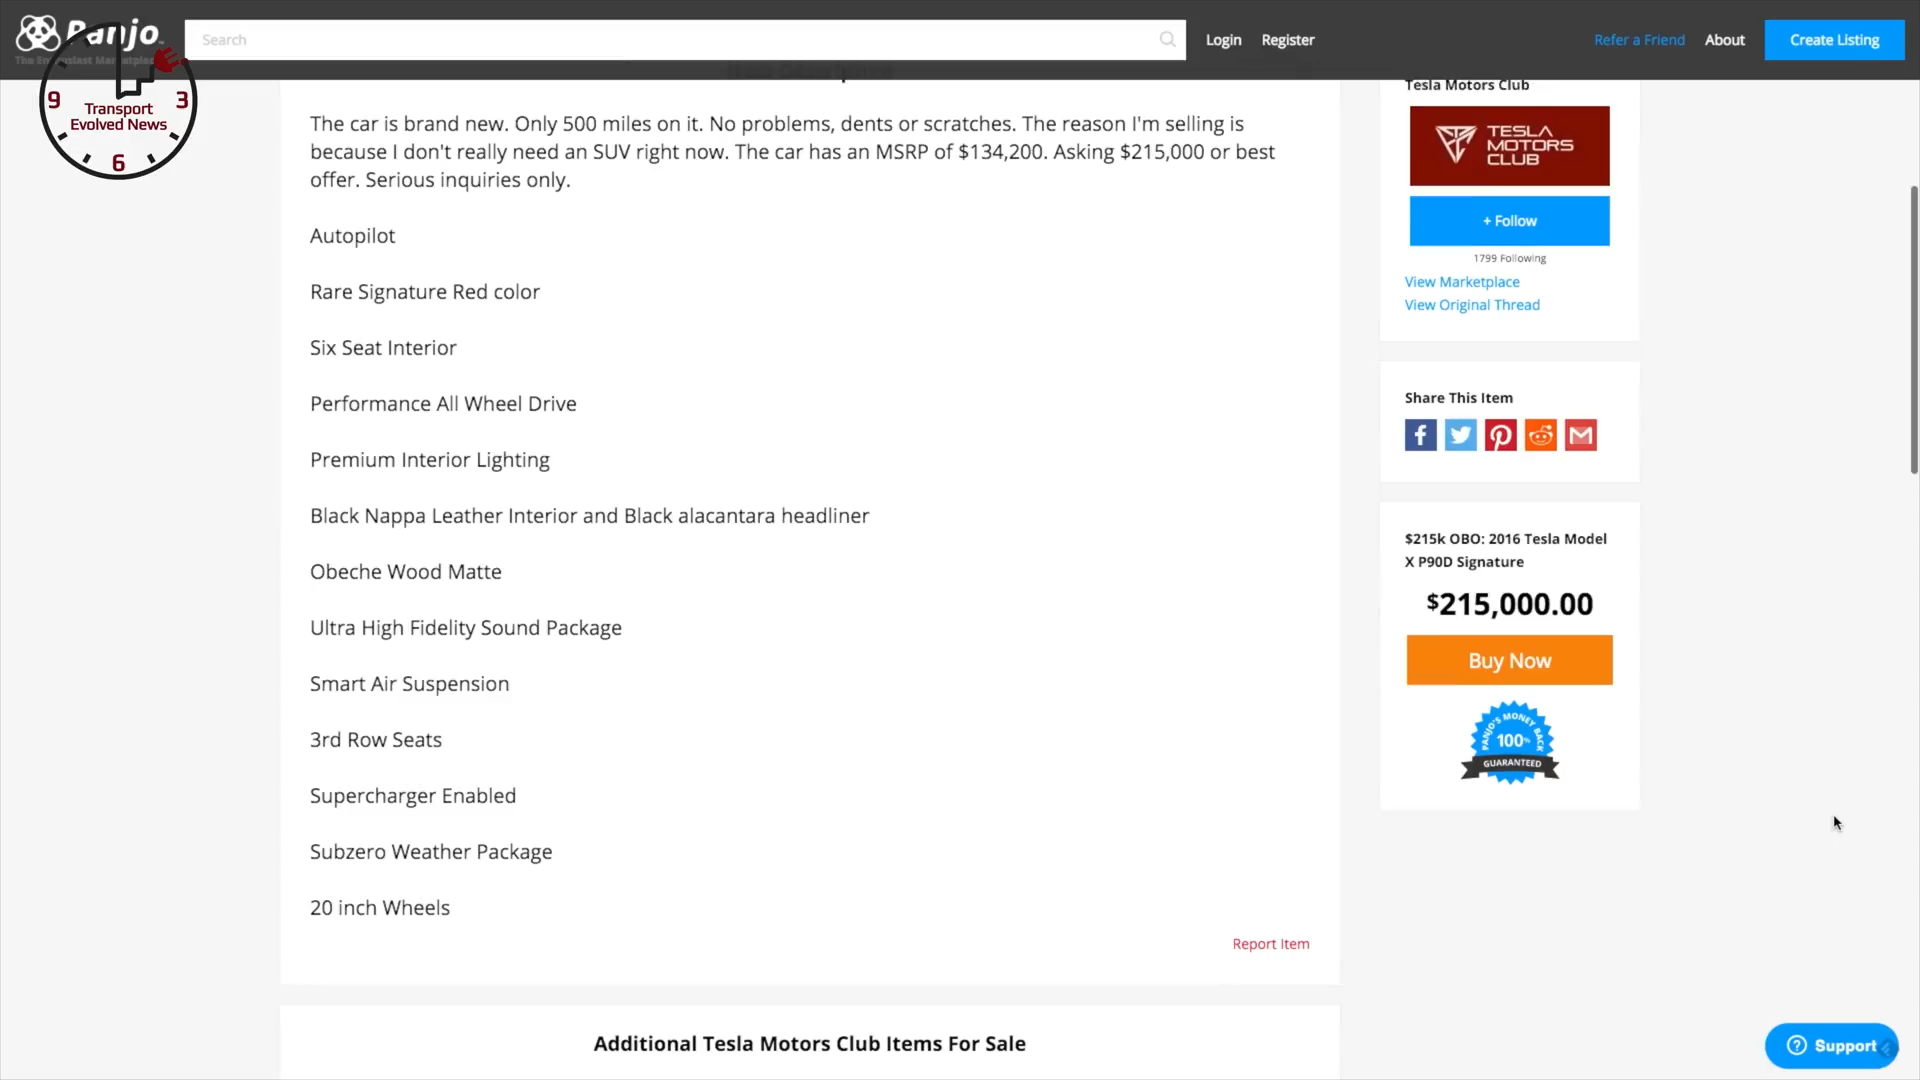 Panjo
Search
Login
Register
Refer a Friend
About
Create Listing
9
3
6
Transport
Evolved News
The car is brand new. Only 500 miles on it. No problems, dents or scratches. The reason I'm selling is
because I don't really need an SUV right now. The car has an MSRP of $134,200. Asking $215,000 or best
offer. Serious inquiries only.
Autopilot
Rare Signature Red color
Six Seat Interior
Performance All Wheel Drive
Premium Interior Lighting
Black Nappa Leather Interior and Black alacantara headliner
Obeche Wood Matte
Ultra High Fidelity Sound Package
Smart Air Suspension
3rd Row Seats
Supercharger Enabled
Subzero Weather Package
20 inch Wheels
Report Item
Additional Tesla Motors Club Items For Sale
Tesla Motors Club
TESLA
MOTORS
CLUB
+ Follow
1799 Following
View Marketplace
View Original Thread
Share This Item
$215k OBO: 2016 Tesla Model
X P90D Signature
$215,000.00
Buy Now
PANJO'S MONEY BACK
100%
GUARANTEED
Support